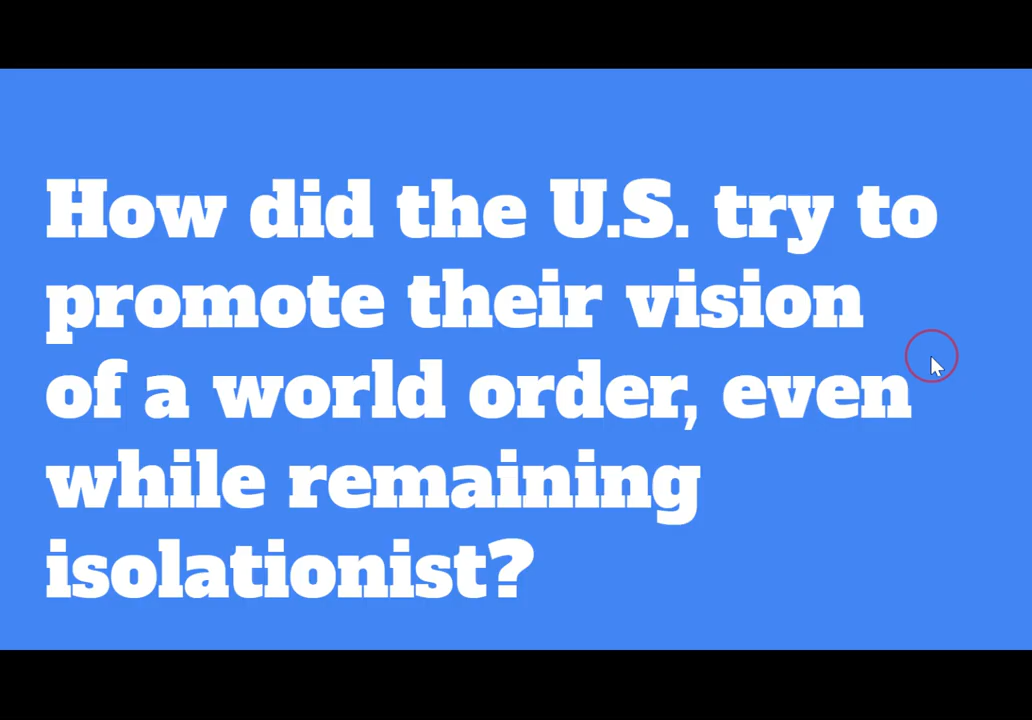 How did the U.S. try to
promote their vision
of a world order, even
while remaining
isolationist?